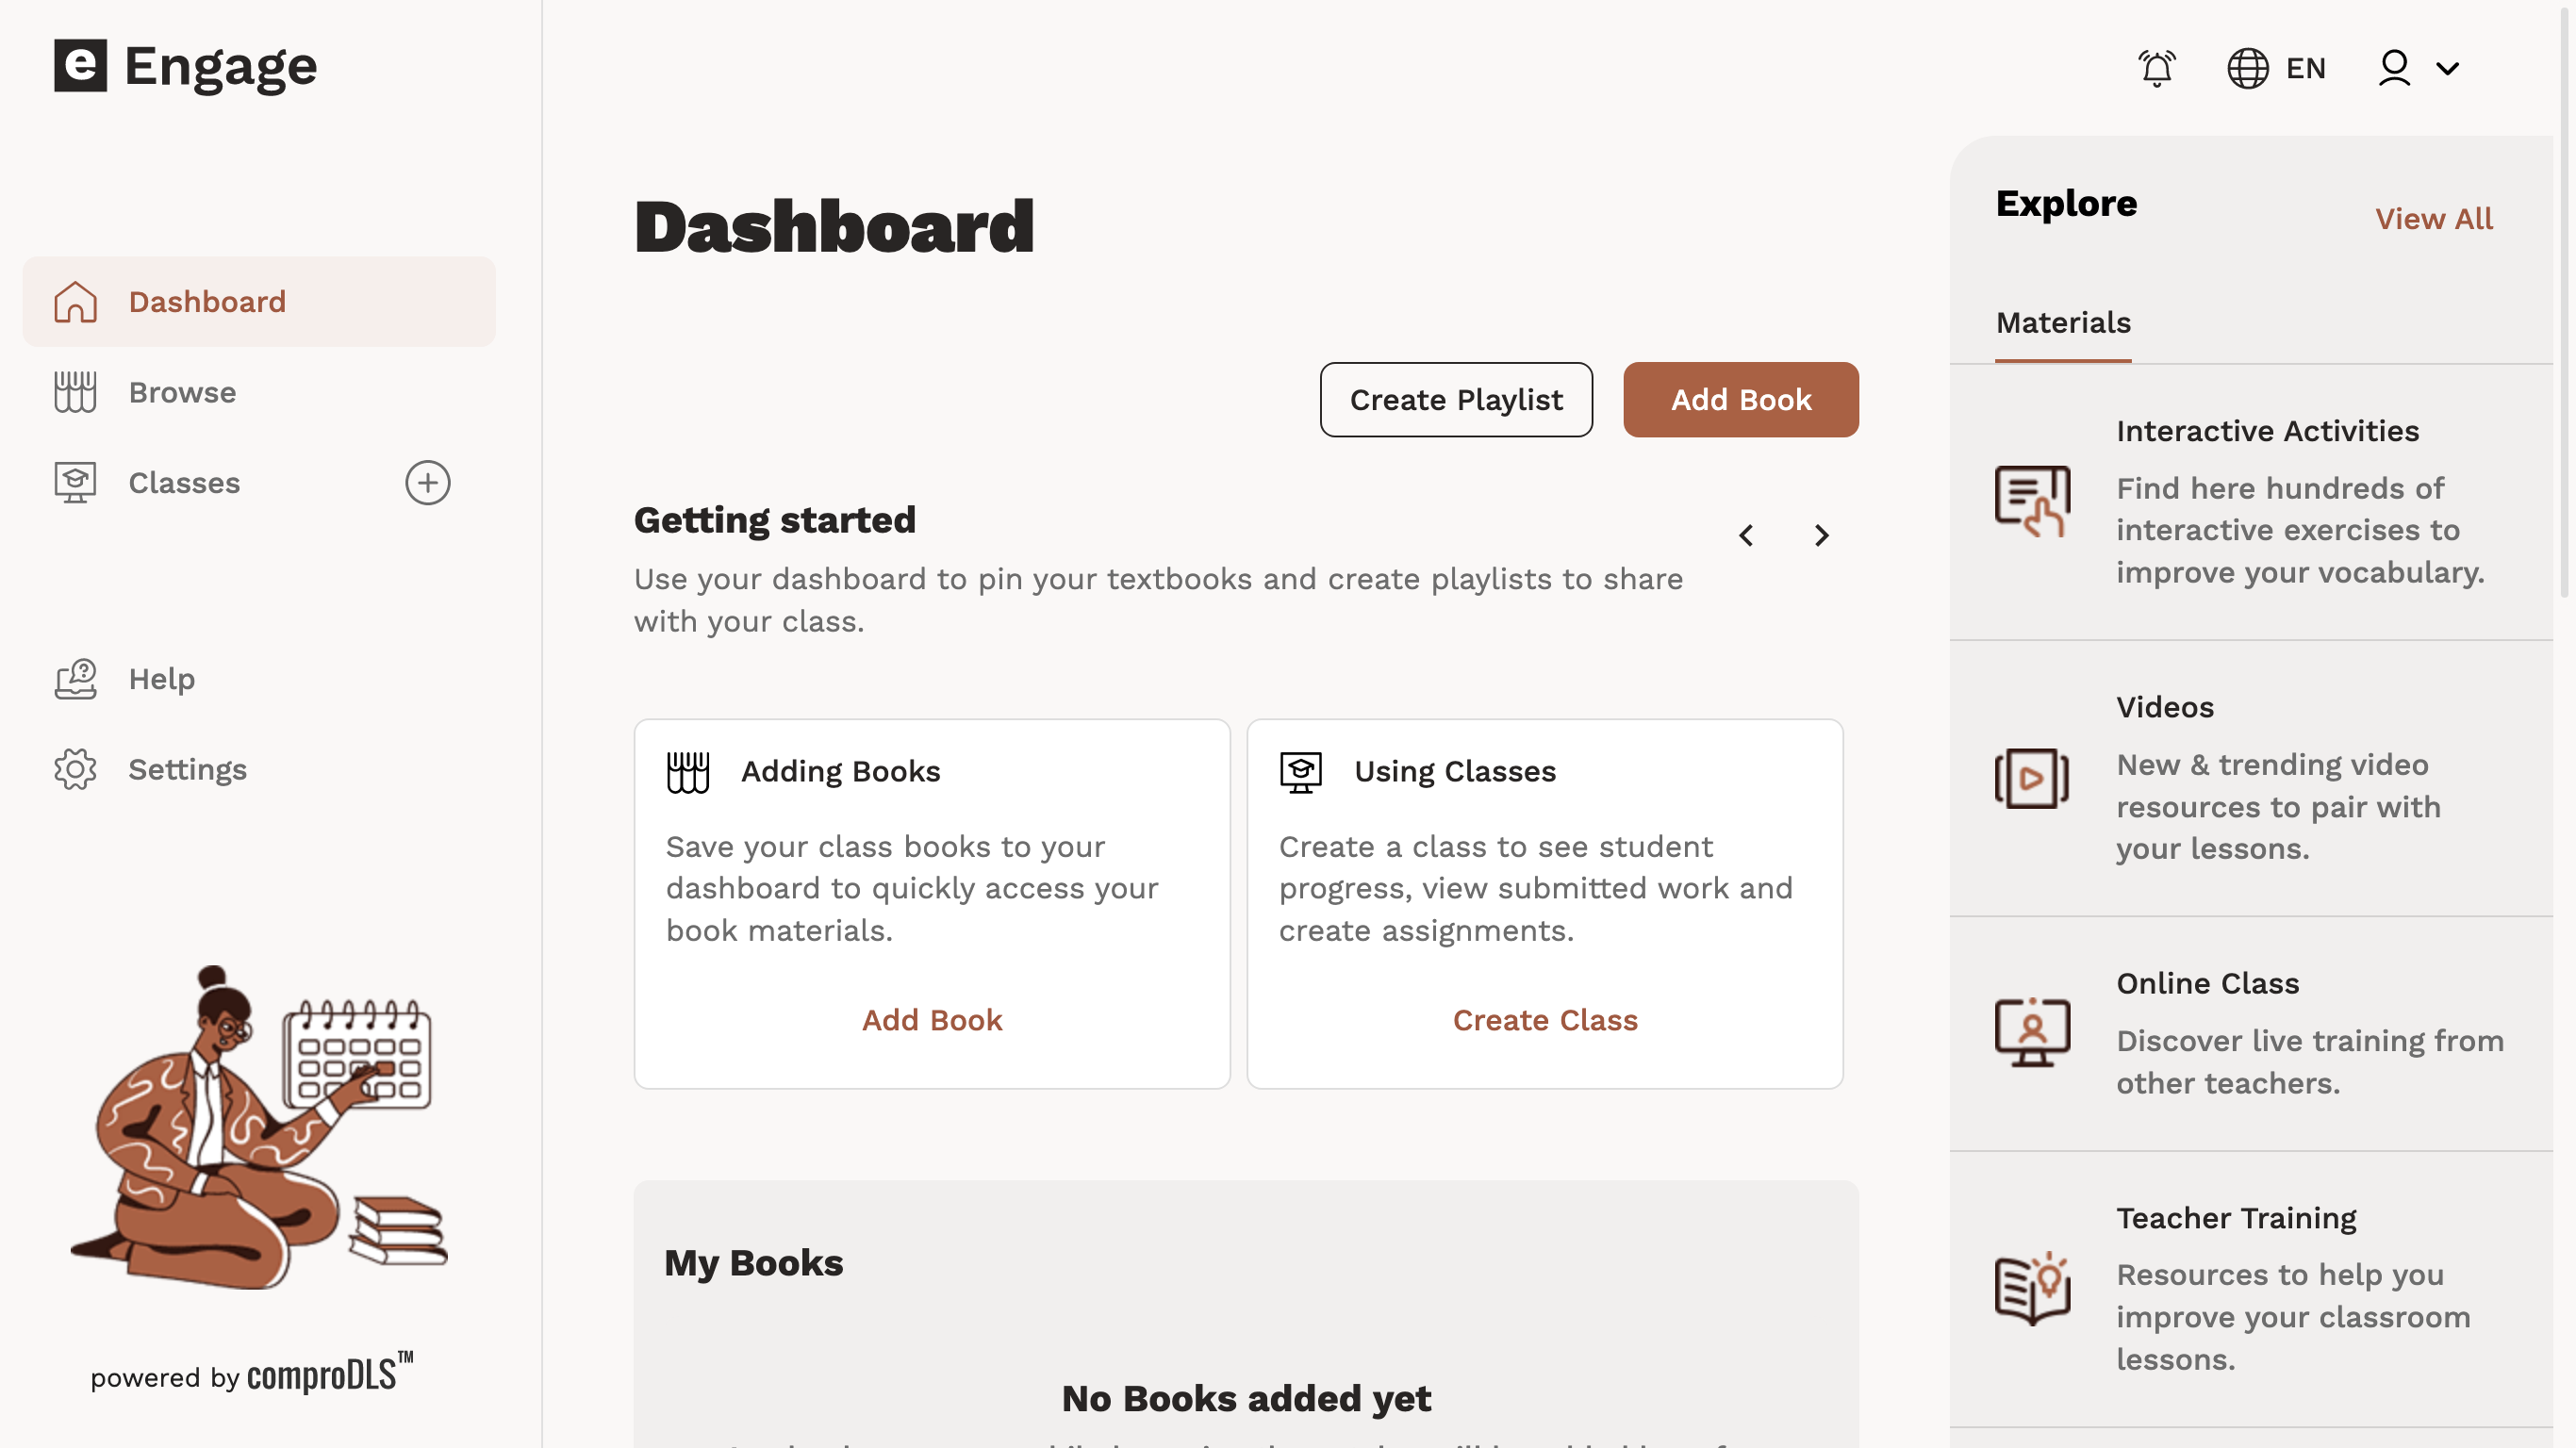 e Engage
EN
Dashboard
Browse
Classes
Help
Settings
powered by comproDLS™
Dashboard
Create Playlist
Add Book
Getting started
Use your dashboard to pin your textbooks and create playlists to share
with your class.
Adding Books
Save your class books to your
dashboard to quickly access your
book materials.
Add Book
Using Classes
Create a class to see student
progress, view submitted work and
create assignments.
Create Class
My Books
No Books added yet
Explore
View All
Materials
Interactive Activities
Find here hundreds of
interactive exercises to
improve your vocabulary.
Videos
New & trending video
resources to pair with
your lessons.
Online Class
Discover live training from
other teachers.
Teacher Training
Resources to help you
improve your classroom
lessons.